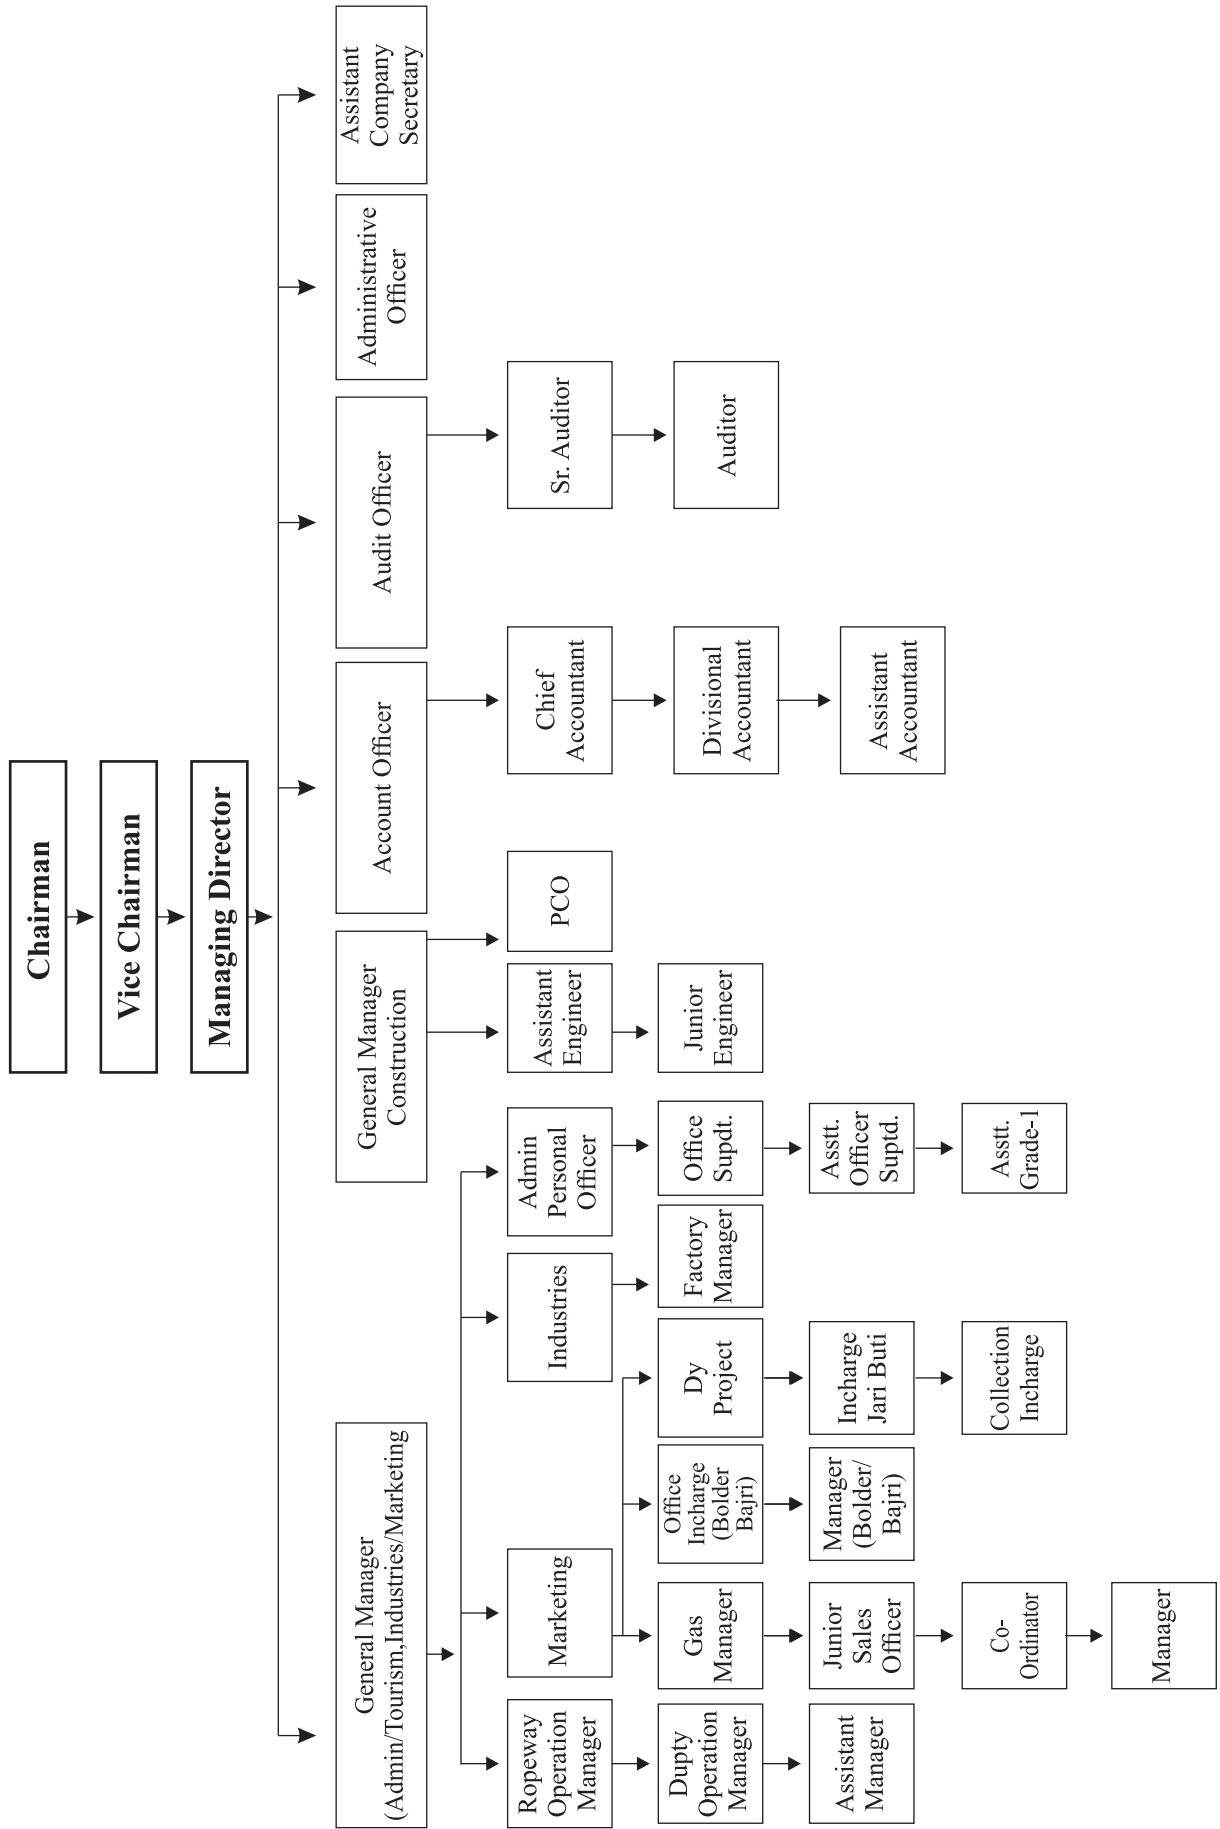 Chairman
Vice Chairman
Managing Director
General Manager
(Admin/Tourism,Industries/Marketing
General Manager
Construction
Account Officer
Audit Officer
Administrative
Officer
Assistant
Company
Secretary
Ropeway
Operation
Manager
Marketing
Industries
Admin
Personal
Officer
Assistant
Engineer
PCO
Chief
Accountant
Sr. Auditor
Dupty
Operation
Manager
Gas
Manager
Office
Incharge
(Bolder
Bajri)
Dy
Project
Factory
Manager
Office
Supdt.
Junior
Engineer
Divisional
Accountant
Auditor
Assistant
Manager
Junior
Sales
Officer
Manager
(Bolder/
Bajri)
Incharge
Jari Buti
Asstt.
Officer
Suptd.
Assistant
Accountant
Co-
Ordinator
Collection
Incharge
Asstt.
Grade-1
Manager